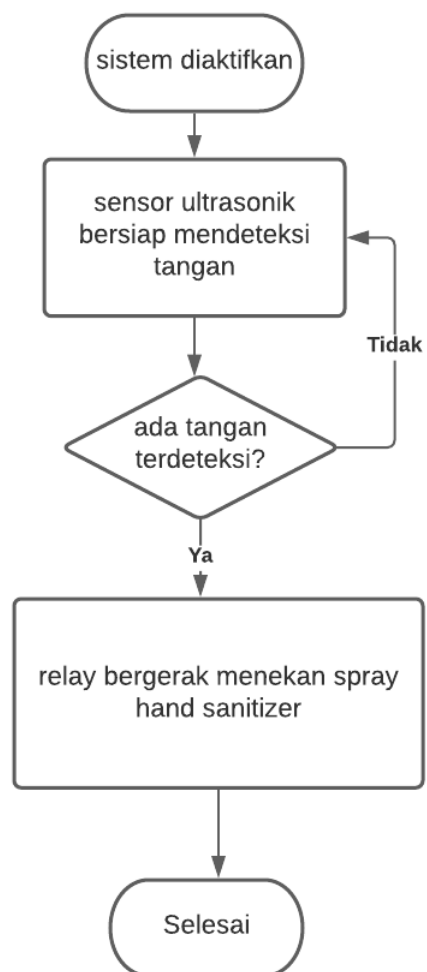 sistem diaktifkan
sensor ultrasonik
bersiap mendeteksi
tangan
Tidak
ada tangan
terdeteksi?
Ya
relay bergerak menekan spray
hand sanitizer
Selesai